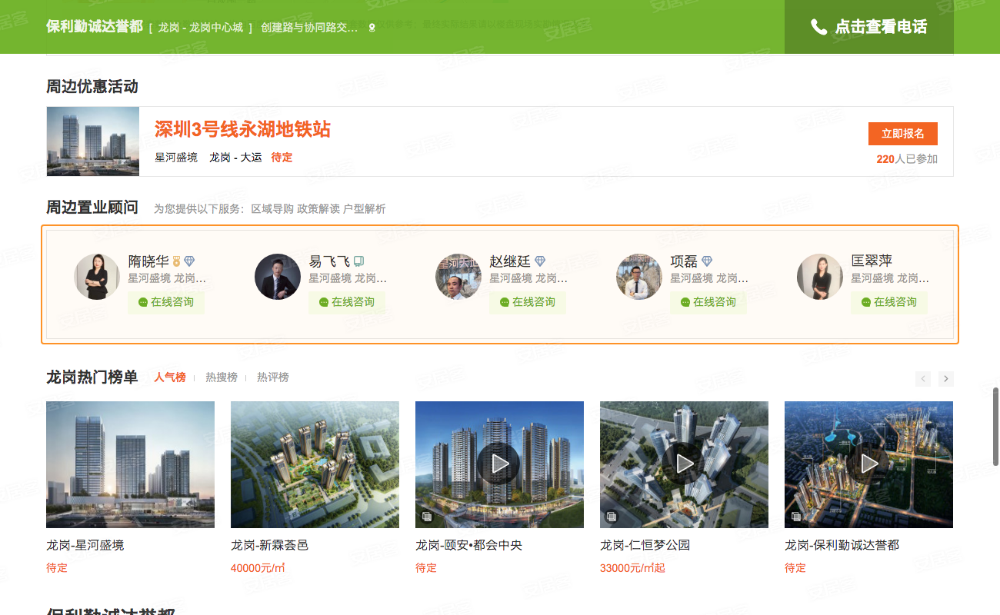 保利勤诚达誉都 [ 龙岗 - 龙岗中心城 ] 创建路与协同路交...
点击查看电话
周边优惠活动
深圳3号线永湖地铁站
星河盛境 龙岗 - 大运 待定
立即报名
220人已参加
周边置业顾问 为您提供以下服务：区域导购 政策解读 户型解析
隋晓华
星河盛境 龙岗...
在线咨询
易飞飞
星河盛境 龙岗...
在线咨询
赵继廷
星河盛境 龙岗...
在线咨询
项磊
星河盛境 龙岗...
在线咨询
匡翠萍
星河盛境 龙岗...
在线咨询
龙岗热门榜单 人气榜 热搜榜 热评榜
龙岗-星河盛境
待定
龙岗-新霖荟邑
40000元/㎡
龙岗-颐安•都会中央
待定
龙岗-仁恒梦公园
33000元/㎡起
龙岗-保利勤诚达誉都
待定
保利勤诚达誉都
安居客